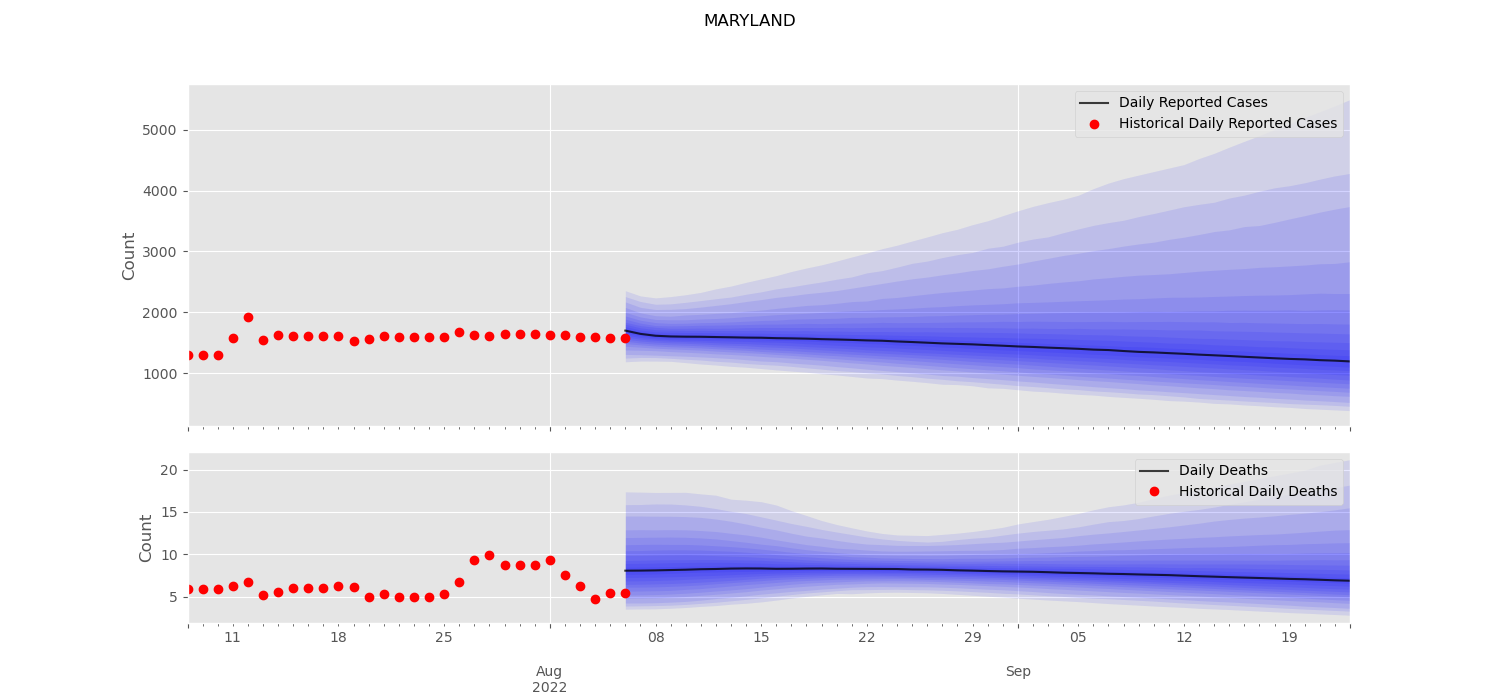 MARYLAND
Daily Reported Cases
Historical Daily Reported Cases
Count
5000
4000
3000
2000
1000
Daily Deaths
Historical Daily Deaths
Count
20
15
10
5
11 18 25 08 15 22 29 05 12 19
Aug Sep
2022